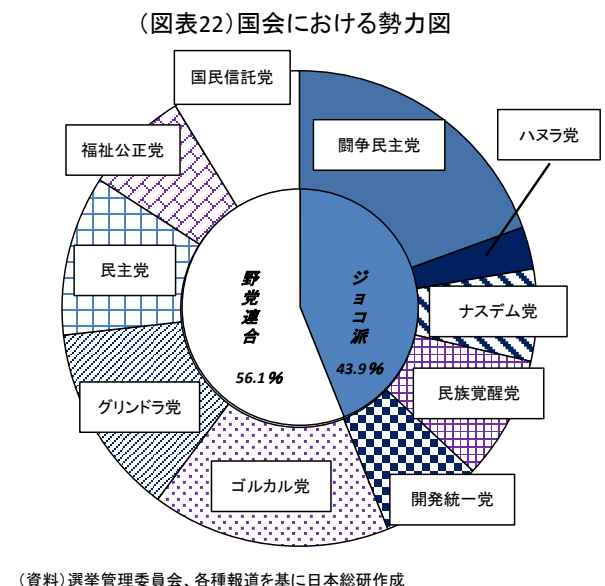 （図表22）国会における勢力図
国民信託党
闘争民主党
ハヌラ党
福祉公正党
民主党
ナスデム党
野党連合
56.1％
ジョコ派
43.9％
民族覚醒党
グリンドラ党
ゴルカル党
開発統一党
（資料）選挙管理委員会、各種報道を基に日本総研作成